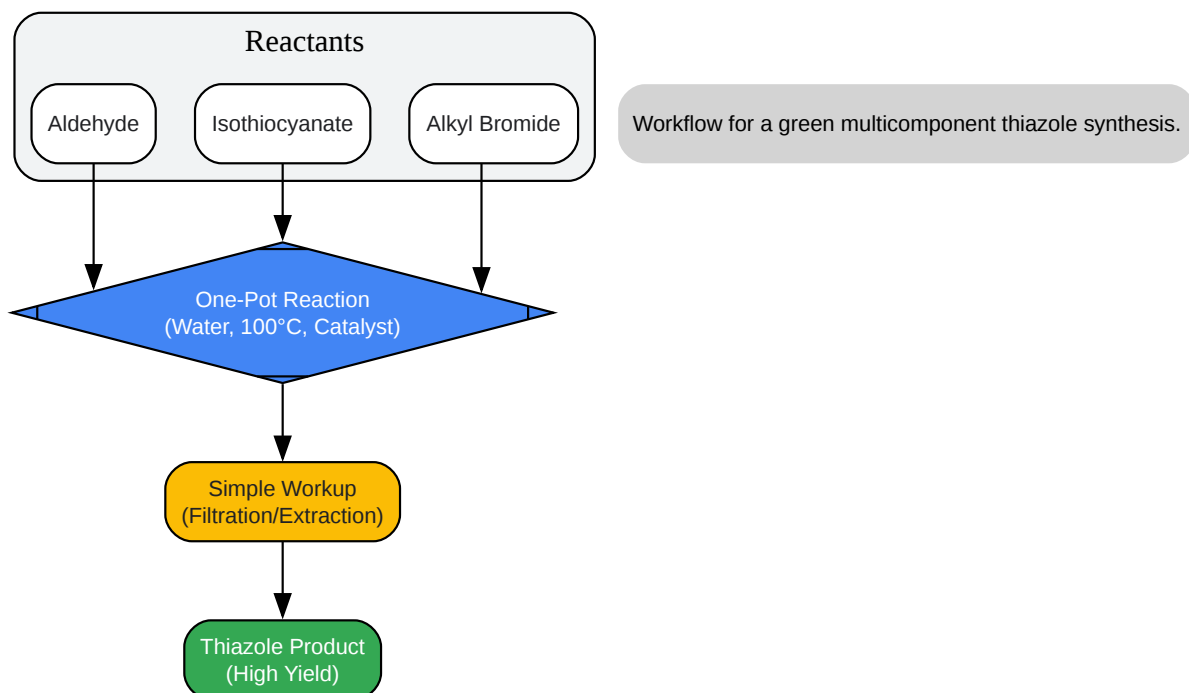 Reactants
Aldehyde
Isothiocyanate
Alkyl Bromide
Workflow for a green multicomponent thiazole synthesis.
One-Pot Reaction
(Water, 100°C, Catalyst)
Simple Workup
(Filtration/Extraction)
Thiazole Product
(High Yield)